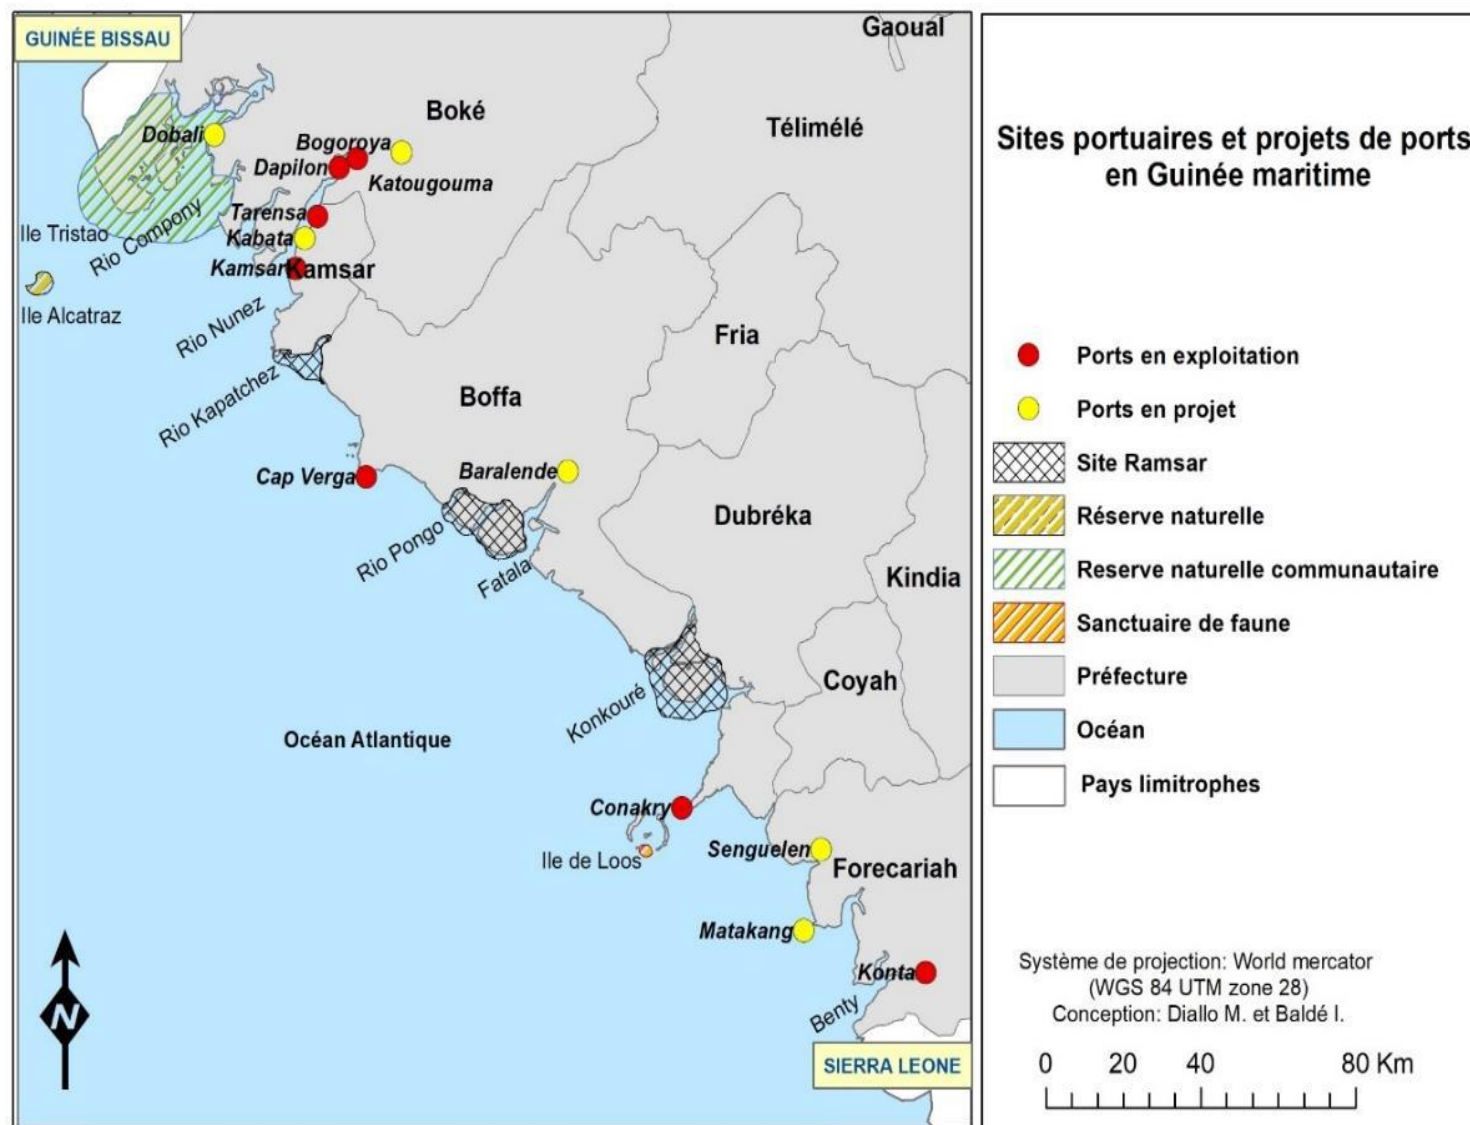 GUINÉE BISSAU
Gaoual
Boké
Télimélé
Dobali
Bogoroya
Dapilon
Katougouma
Tarensa
Kabata
Kamsar
Kamsar
Ile Tristao
Rio Compony
Ile Alcatraz
Rio Nunez
Fria
Rio Kapatchez
Boffa
Cap Verga
Baralende
Dubréka
Rio Pongo
Fatala
Kindia
Coyah
Konkouré
Océan Atlantique
Conakry
Ile de Loos
Senguelen
Forecariah
Matakang
Konta
Benty
N
SIERRA LEONE
Sites portuaires et projets de ports
en Guinée maritime
Ports en exploitation
Ports en projet
Site Ramsar
Réserve naturelle
Reserve naturelle communautaire
Sanctuaire de faune
Préfecture
Océan
Pays limitrophes
Système de projection: World mercator
(WGS 84 UTM zone 28)
Conception: Diallo M. et Baldé I.
0 20 40 80 Km